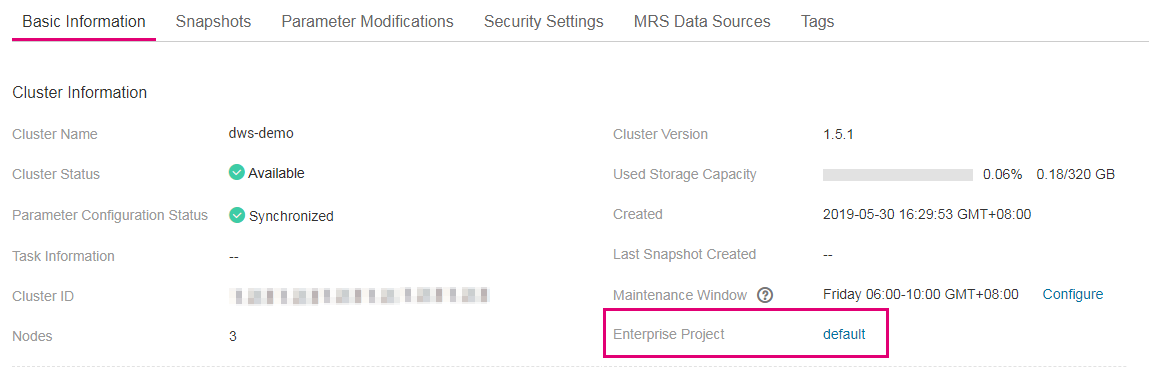 Basic Information Snapshots Parameter Modifications Security Settings MRS Data Sources Tags
Cluster Information
Cluster Name dws-demo Cluster Version 1.5.1
Cluster Status Available Used Storage Capacity 0.06% 0.18/320 GB
Parameter Configuration Status Synchronized Created 2019-05-30 16:29:53 GMT+08:00
Task Information -- Last Snapshot Created --
Cluster ID Maintenance Window ? Friday 06:00-10:00 GMT+08:00 Configure
Nodes 3 Enterprise Project default